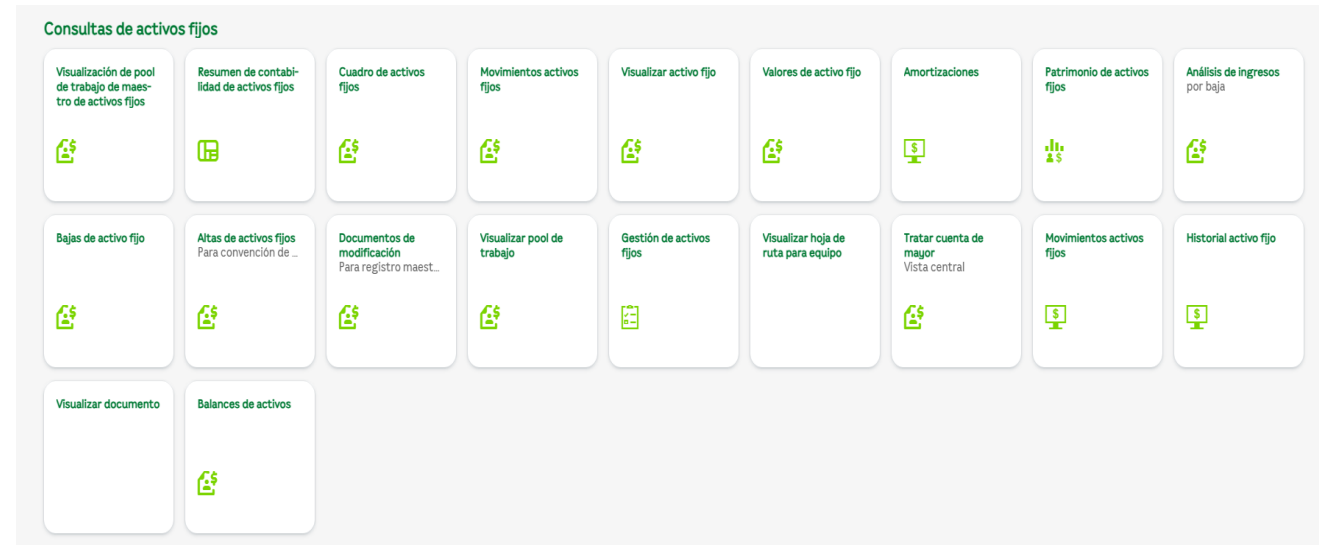 Consultas de activos fijos
Visualización de pool
de trabajo de maes-
tro de activos fijos
Resumen de contabi-
lidad de activos fijos
Cuadro de activos
fijos
Movimientos activos
fijos
Visualizar activo fijo
Valores de activo fijo
Amortizaciones
Patrimonio de activos
fijos
Análisis de ingresos
por baja
Bajas de activo fijo
Altas de activos fijos
Para convención de ...
Documentos de
modificación
Para registro maest...
Visualizar pool de
trabajo
Gestión de activos
fijos
Visualizar hoja de
ruta para equipo
Tratar cuenta de
mayor
Vista central
Movimientos activos
fijos
Historial activo fijo
Visualizar documento
Balances de activos